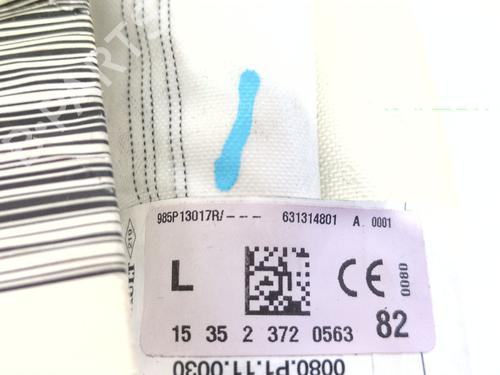 985P13017R/--- 631314801 A 0001
L
CE 0080
15 35 2 372 0563 82
0080.P1.11.0030